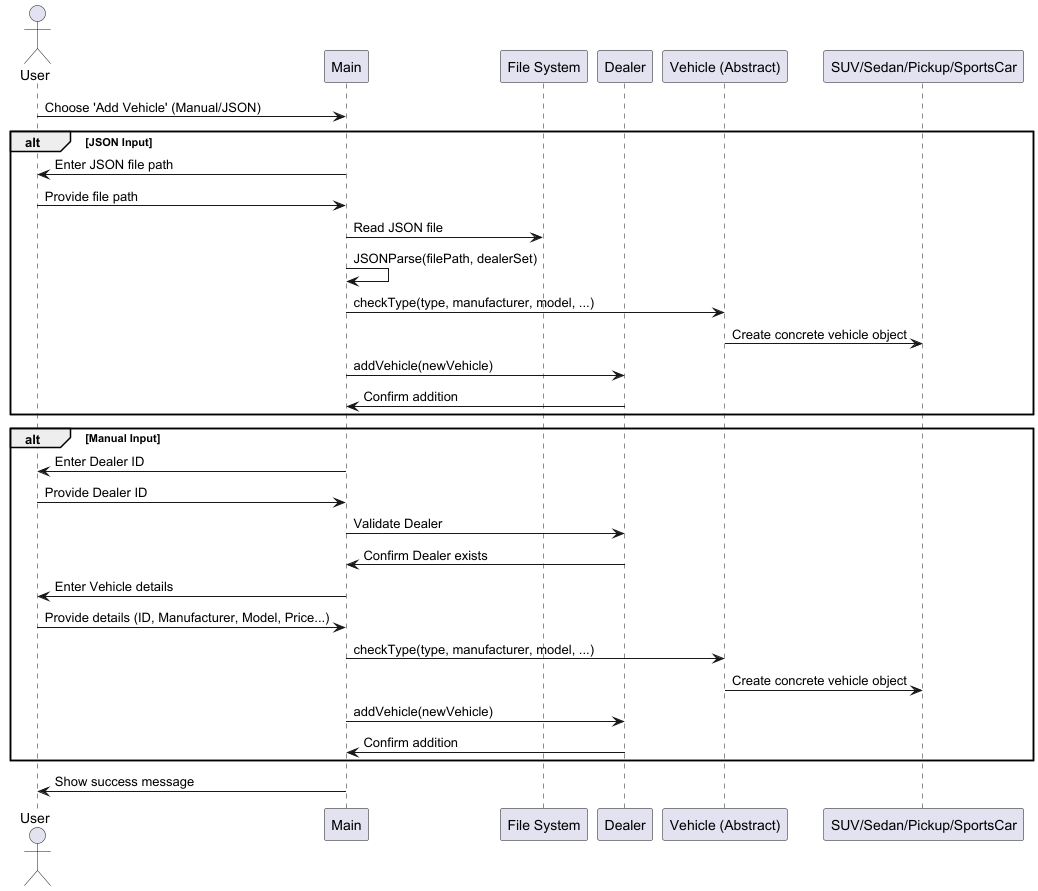 User
Main
File System
Dealer
Vehicle (Abstract)
SUV/Sedan/Pickup/SportsCar
Choose 'Add Vehicle' (Manual/JSON)
alt
[JSON Input]
Enter JSON file path
Provide file path
Read JSON file
JSONParse(filePath, dealerSet)
checkType(type, manufacturer, model, ...)
Create concrete vehicle object
addVehicle(newVehicle)
Confirm addition
alt
[Manual Input]
Enter Dealer ID
Provide Dealer ID
Validate Dealer
Confirm Dealer exists
Enter Vehicle details
Provide details (ID, Manufacturer, Model, Price...)
checkType(type, manufacturer, model, ...)
Create concrete vehicle object
addVehicle(newVehicle)
Confirm addition
Show success message
User
Main
File System
Dealer
Vehicle (Abstract)
SUV/Sedan/Pickup/SportsCar